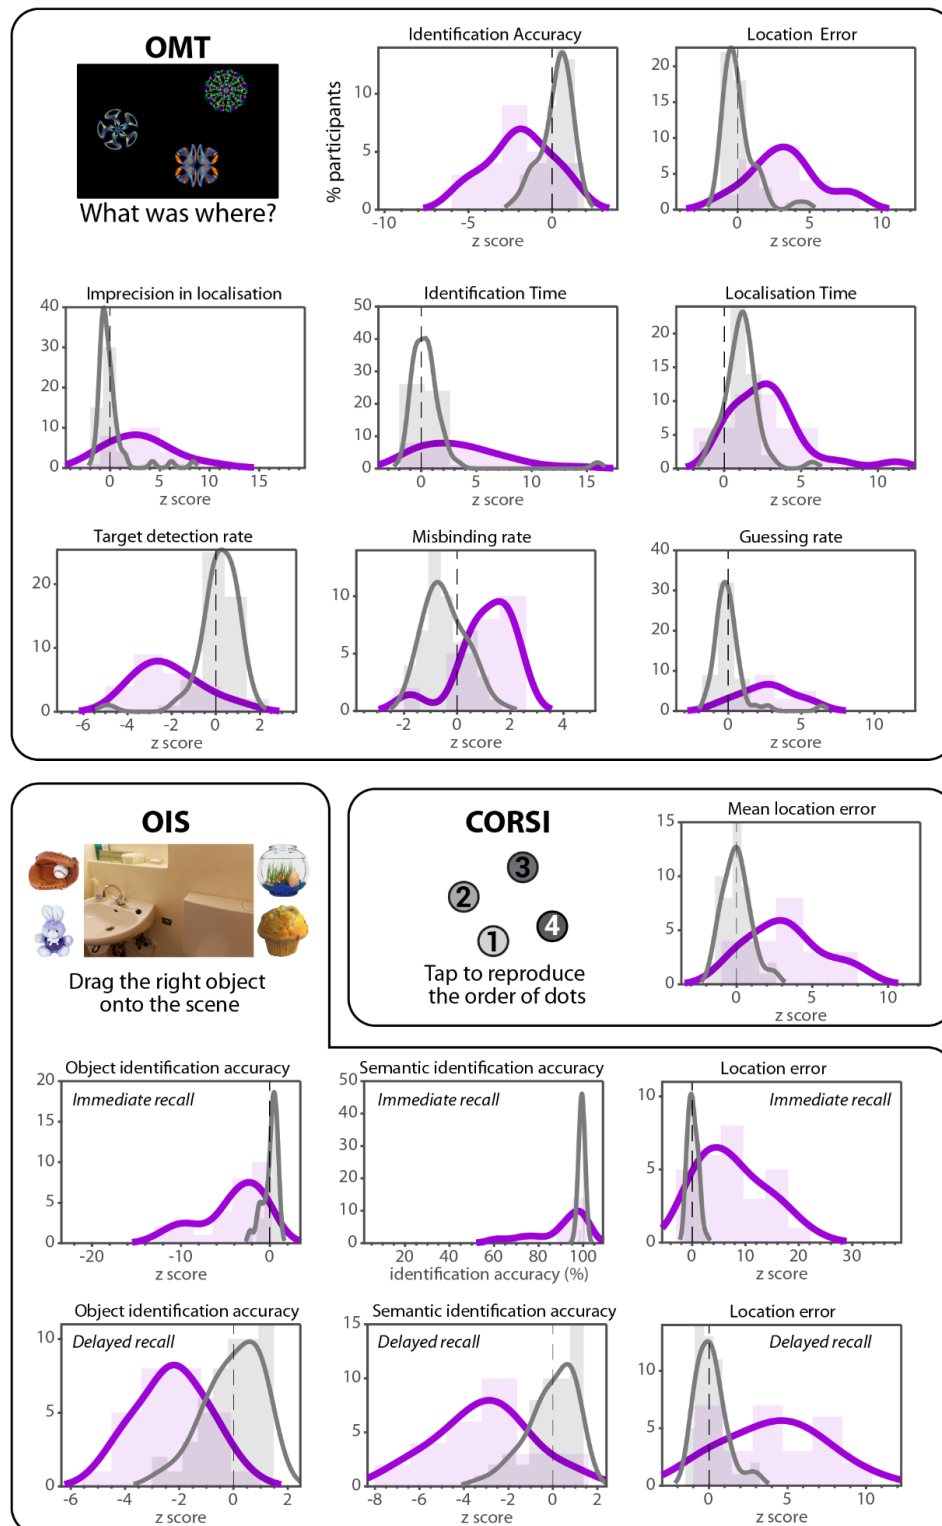 OMT
What was where?
Identification Accuracy
% participants
10
5
0
-10
-5
0
z score
Location Error
20
15
10
5
0
0
5
10
z score
Imprecision in localisation
40
30
20
10
0
0
5
10
15
z score
Identification Time
50
40
30
20
10
0
0
5
10
15
z score
Localisation Time
20
15
10
5
0
0
5
10
z score
Target detection rate
20
10
0
-6
-4
-2
0
2
z score
Misbinding rate
10
5
0
-2
0
2
4
z score
Guessing rate
40
30
20
10
0
0
5
10
z score
OIS
Drag the right object
onto the scene
CORSI
3
2
4
1
Tap to reproduce
the order of dots
Mean location error
15
10
5
0
0
5
10
z score
Object identification accuracy
Immediate recall
20
15
10
5
0
-20
-10
0
z score
Semantic identification accuracy
Immediate recall
50
40
30
20
10
0
20
40
60
80
100
identification accuracy (%)
Location error
Immediate recall
10
5
0
0
10
20
30
z score
Object identification accuracy
Delayed recall
10
5
0
-6
-4
-2
0
2
z score
Semantic identification accuracy
Delayed recall
15
10
5
0
-8
-6
-4
-2
0
2
z score
Location error
Delayed recall
10
5
0
0
5
10
z score